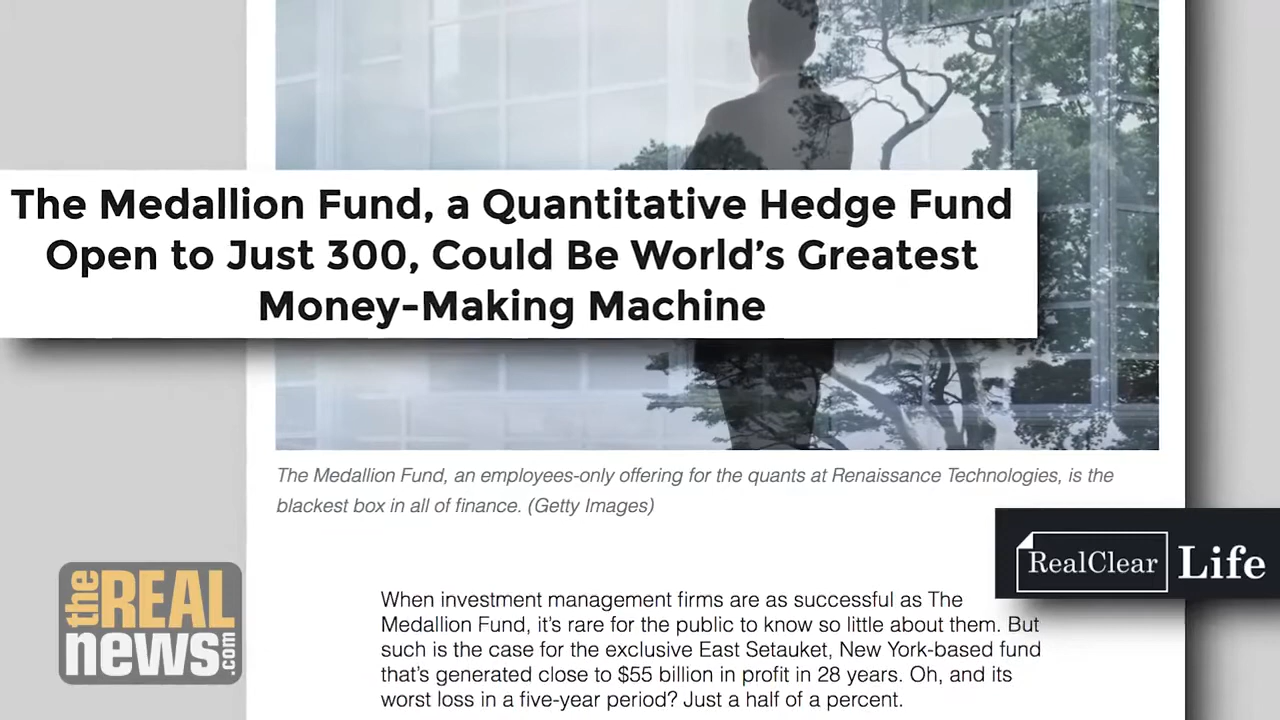 The Medallion Fund, a Quantitative Hedge Fund
Open to Just 300, Could Be World’s Greatest
Money-Making Machine
The Medallion Fund, an employees-only offering for the quants at Renaissance Technologies, is the
blackest box in all of finance. (Getty Images)
RealClear Life
the REAL
news.com
When investment management firms are as successful as The
Medallion Fund, it’s rare for the public to know so little about them. But
such is the case for the exclusive East Setauket, New York-based fund
that’s generated close to $55 billion in profit in 28 years. Oh, and its
worst loss in a five-year period? Just a half of a percent.